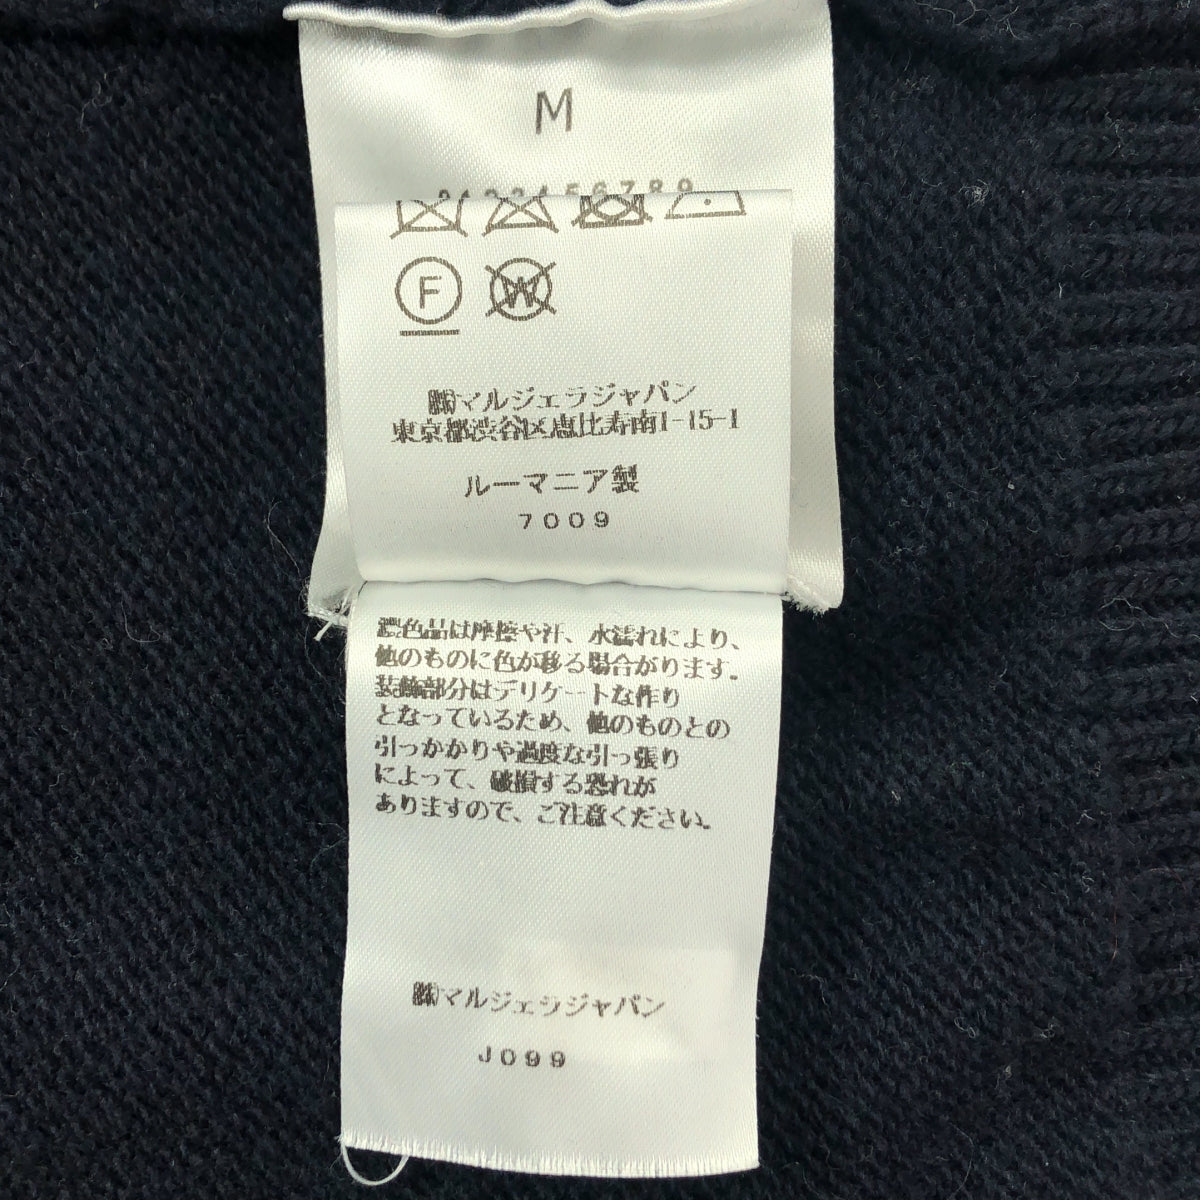 M
F
W
㈱マルジェラジャパン
東京都渋谷区恵比寿南1-15-1
ルーマニア製
7009
濃色品は摩擦や汗、水濡れにより、
他のものに色が移る場合がります。
装飾部分はデリケートな作り
となっているため、他のものとの
引っかかりや過度な引っ張り
によって、破損する恐れが
ありますので、ご注意ください。
㈱マルジェラジャパン
J099